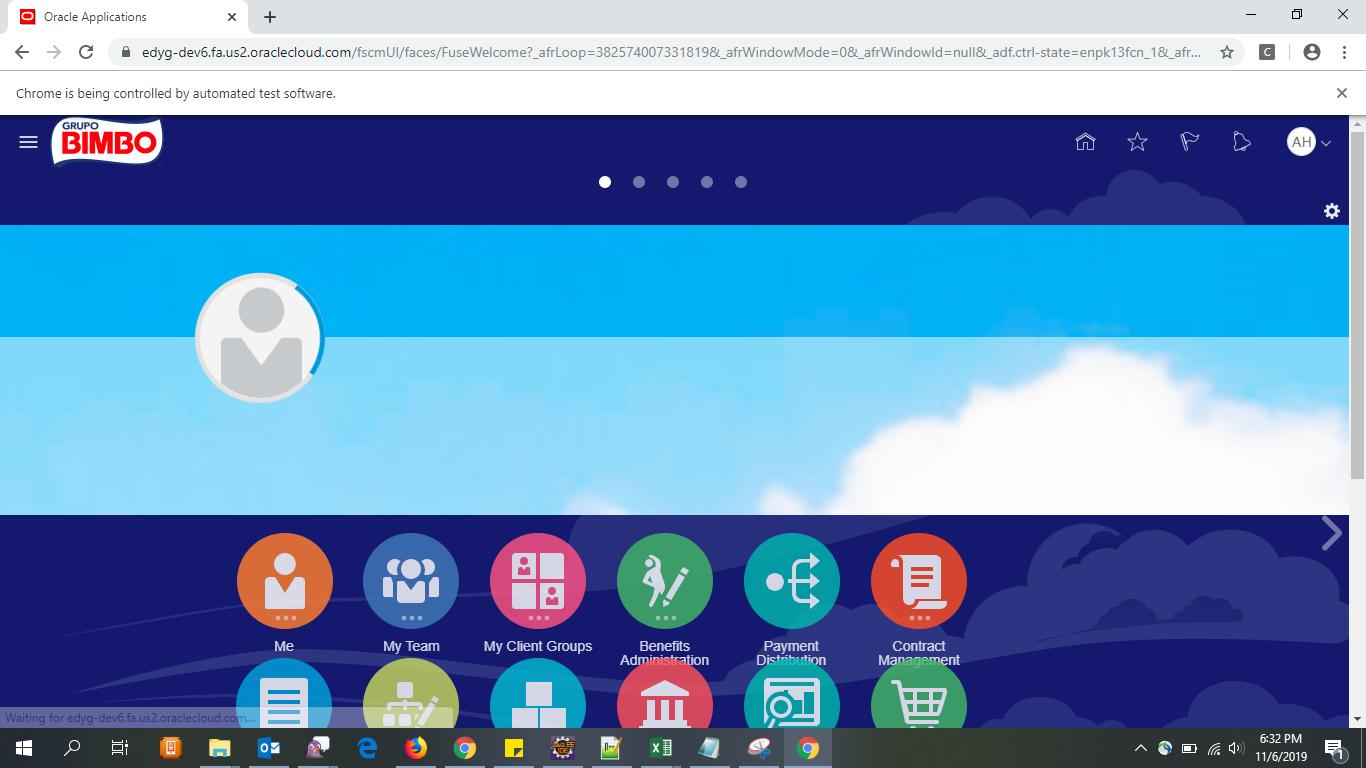 Oracle Applications
edyg-dev6.fa.us2.oraclecloud.com/fscmUI/faces/FuseWelcome?_afrLoop=382574007331819&_afrWindowMode=0&_afrWindowId=null&_adf.ctrl-state=enpk13fcn_1&_afr...
C
Chrome is being controlled by automated test software.
GRUPO
BIMBO
AH
Me
My Team
My Client Groups
Benefits
Administration
Payment
Distribution
Contract
Management
Waiting for edyg-dev6.fa.us2.oraclecloud.com...
6:32 PM
11/6/2019
1